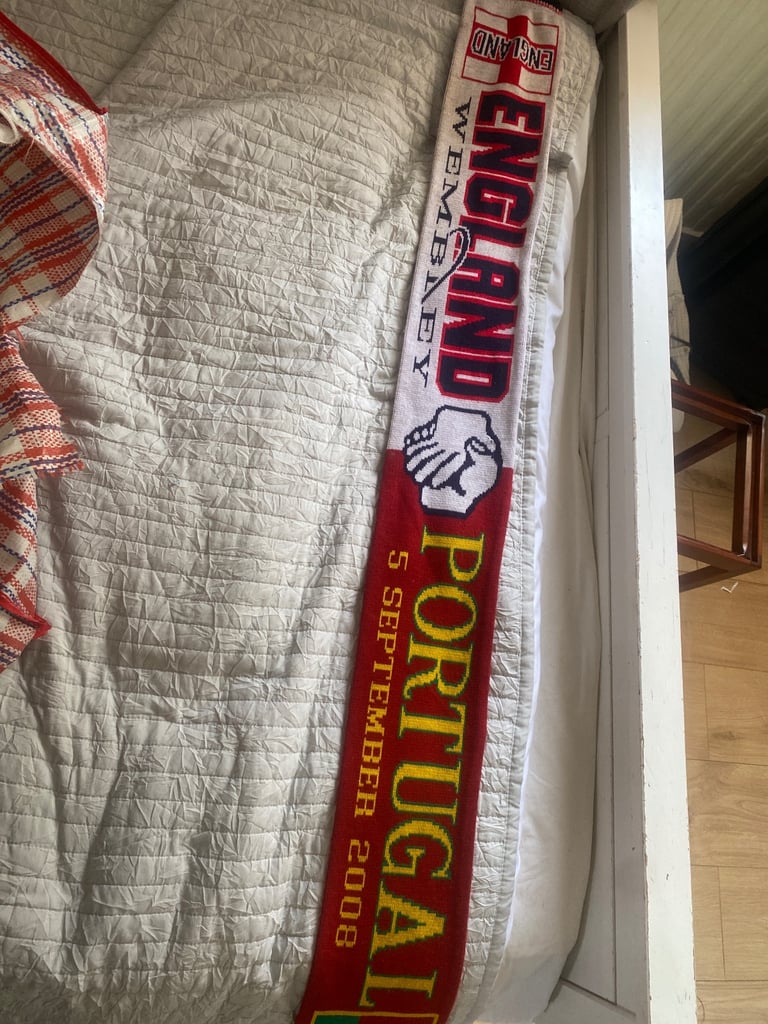 ENGLAND
ENGLAND
WEMBLEY
PORTUGAL
5 SEPTEMBER 2008